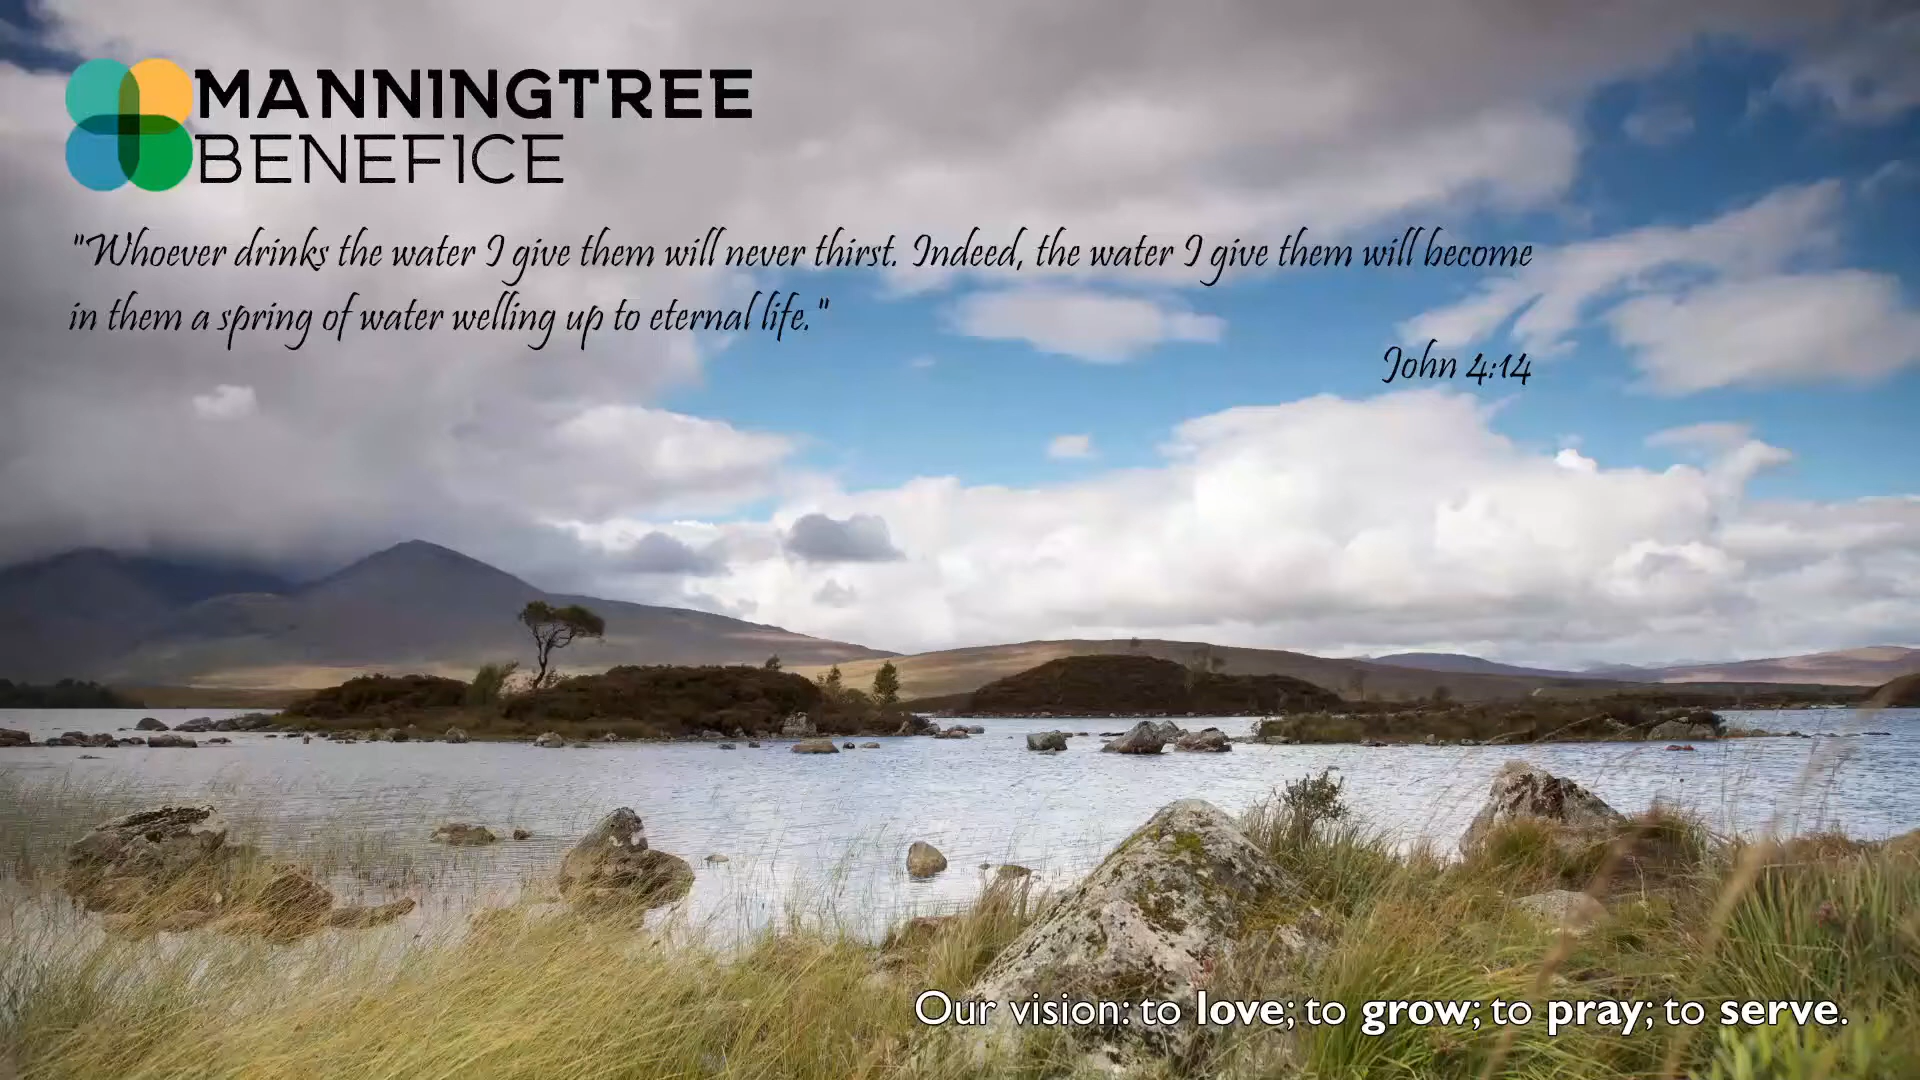 MANNINGTREE
BENEFICE
"Whoever drinks the water I give them will never thirst. Indeed, the water I give them will become
in them a spring of water welling up to eternal life."
John 4:14
Our vision: to love; to grow; to pray; to serve.